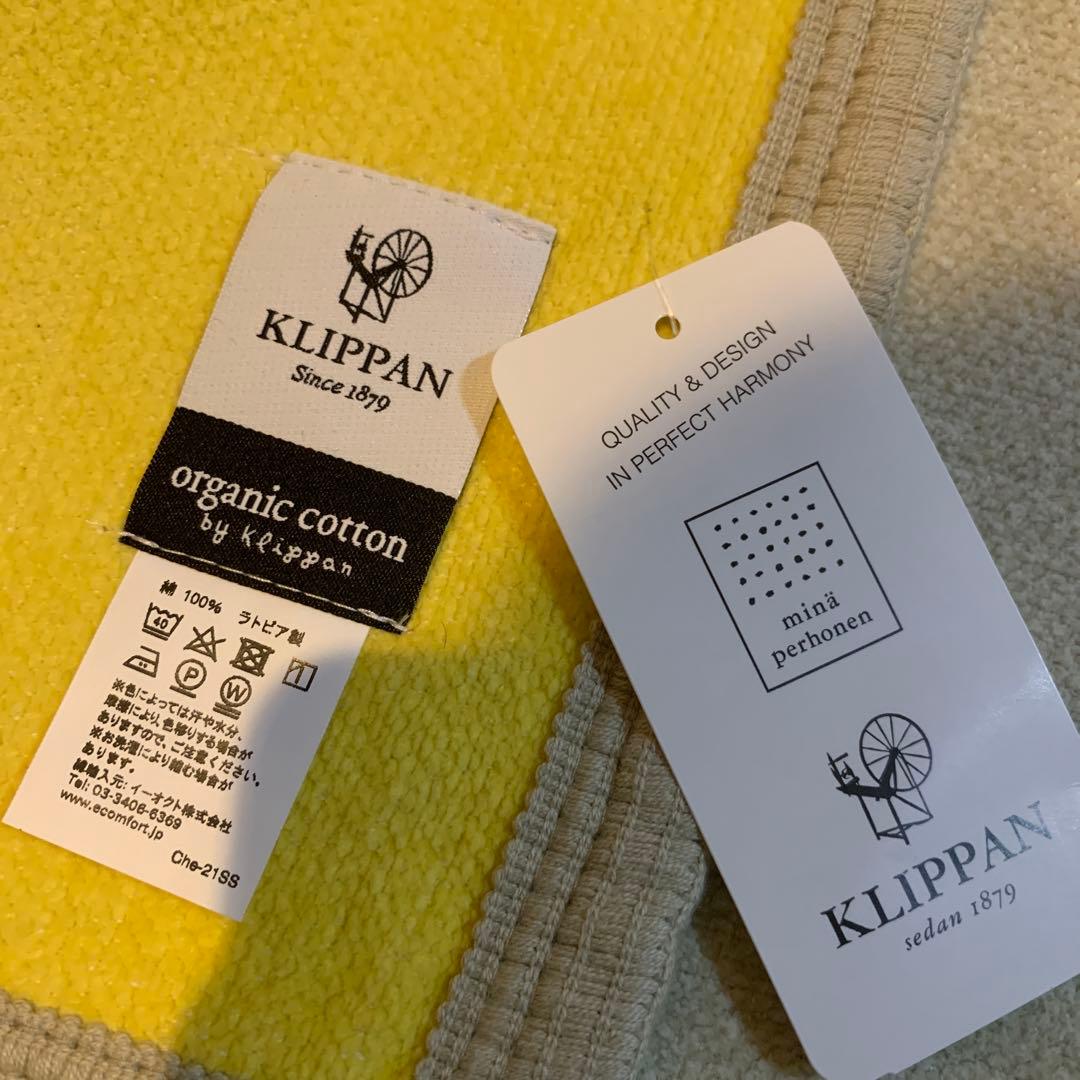 KLIPPAN
Since 1879
organic cotton
by klippan
綿 100% ラトビア製
40
P W
※色によっては汗や水分、
摩擦により、色移りする場合が
ありますので、ご注意ください。
※お洗濯により縮む場合が
あります。
輸入元: イーオクト株式会社
Tel: 03-3406-6369
www.ecomfort.jp
Che-21SS
QUALITY & DESIGN
IN PERFECT HARMONY
minä
perhonen
KLIPPAN
sedan 1879